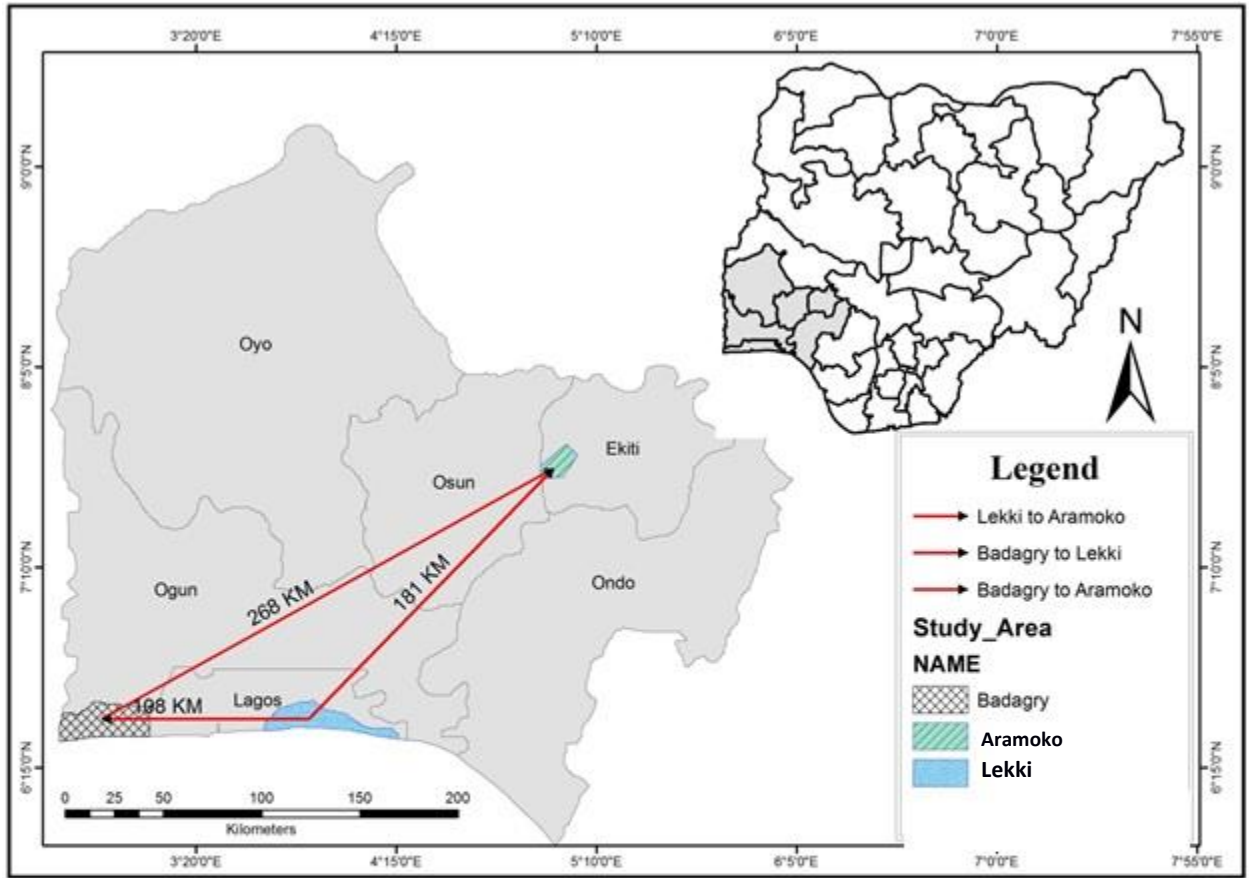 3°20'0"E 4°15'0"E 5°10'0"E 6°5'0"E 7°0'0"E 7°55'0"E
9°0'0"N
9°0'0"N
N
Oyo
8°5'0"N
8°5'0"N
Ekiti
Osun
Legend
Lekki to Aramoko
Badagry to Lekki
Badagry to Aramoko
Study_Area
NAME
Badagry
Aramoko
Lekki
7°10'0"N
7°10'0"N
Ogun
Ondo
268 KM
181 KM
Lagos
108 KM
6°15'0"N
6°15'0"N
0 25 50 100 150 200
Kilometers
3°20'0"E 4°15'0"E 5°10'0"E 6°5'0"E 7°0'0"E 7°55'0"E